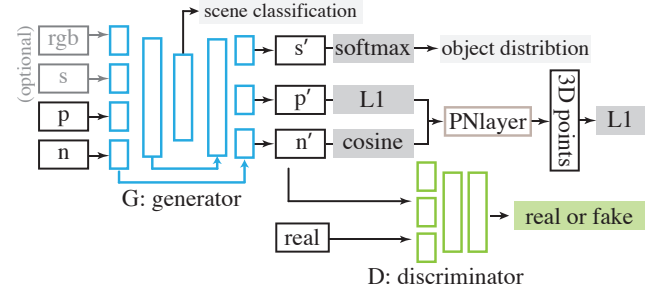 scene classification
(optional)
rgb
s
p
n
s′
softmax
object distribtion
p′
L1
n′
cosine
PNlayer
3D points
L1
G: generator
real
real or fake
D: discriminator